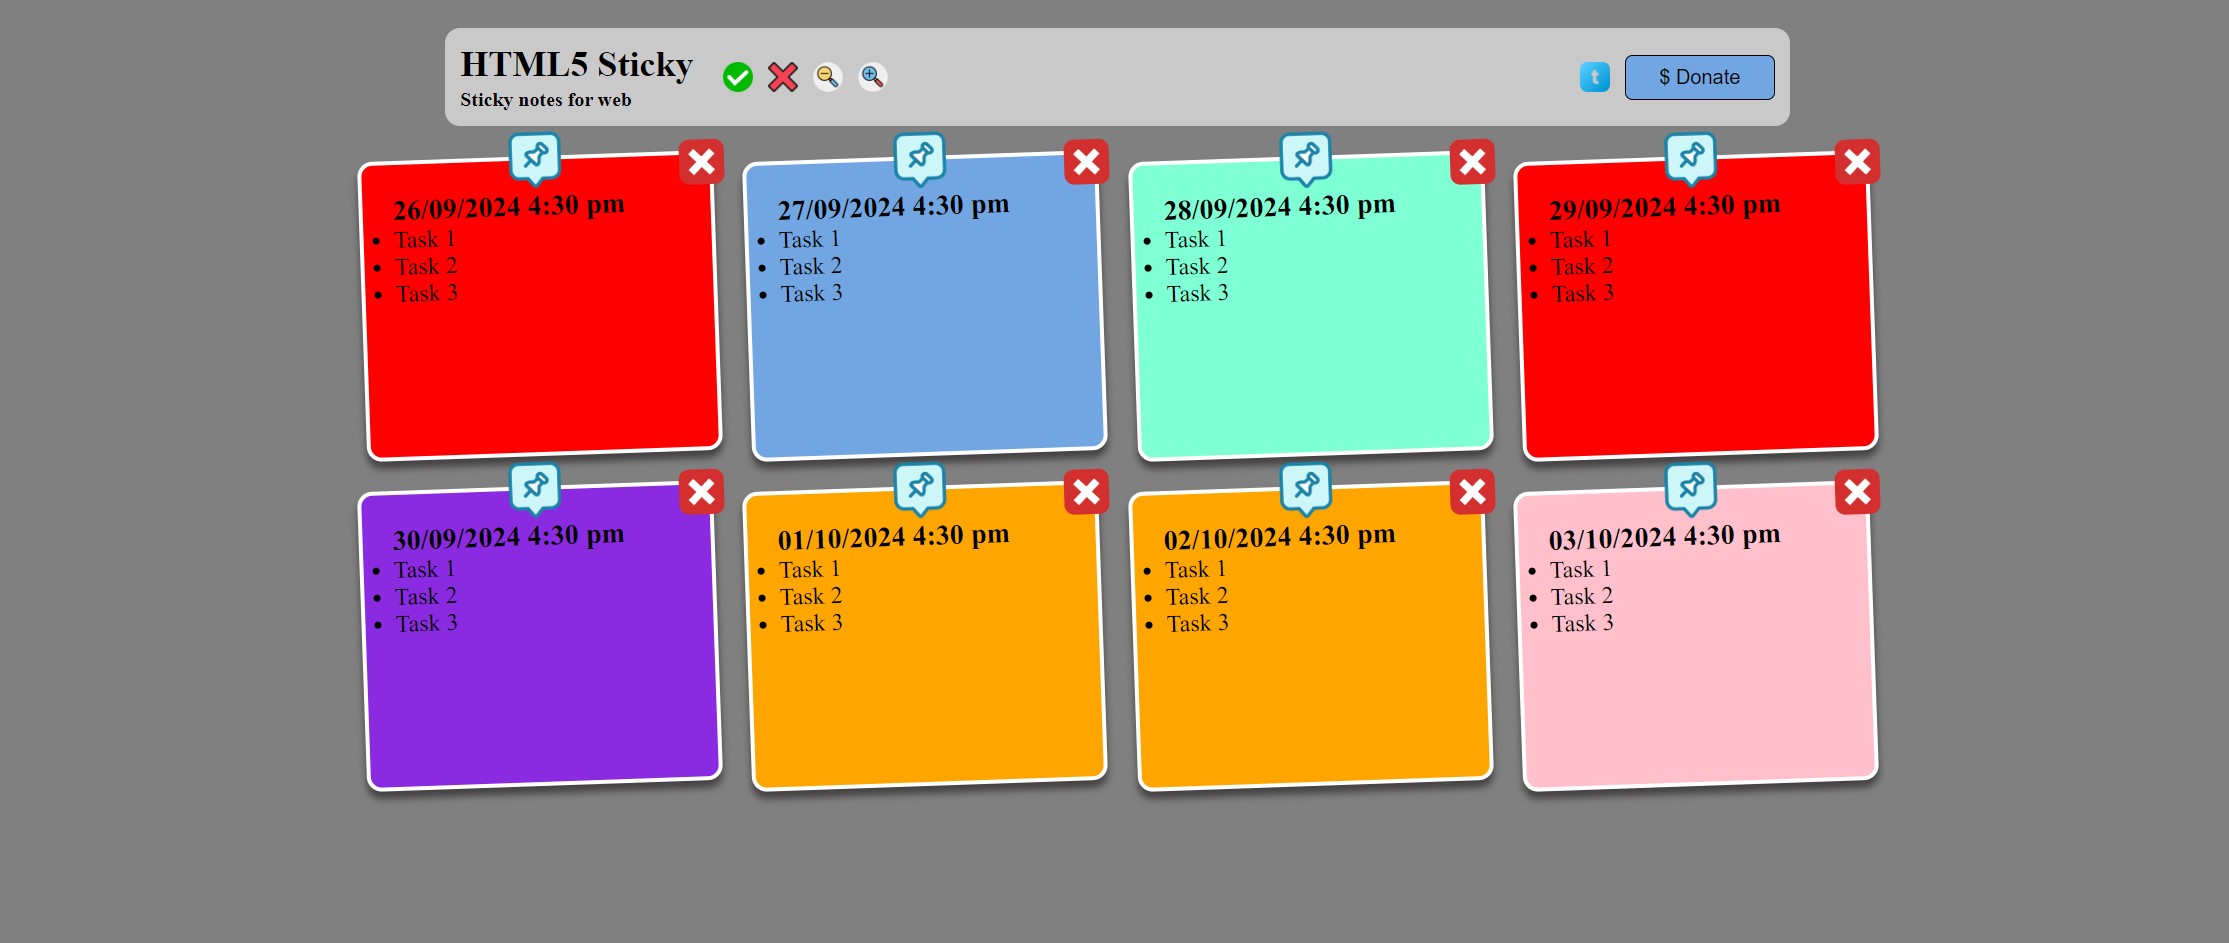 HTML5 Sticky
Sticky notes for web
t
$ Donate
26/09/2024 4:30 pm
• Task 1
• Task 2
• Task 3
27/09/2024 4:30 pm
• Task 1
• Task 2
• Task 3
28/09/2024 4:30 pm
• Task 1
• Task 2
• Task 3
29/09/2024 4:30 pm
• Task 1
• Task 2
• Task 3
30/09/2024 4:30 pm
• Task 1
• Task 2
• Task 3
01/10/2024 4:30 pm
• Task 1
• Task 2
• Task 3
02/10/2024 4:30 pm
• Task 1
• Task 2
• Task 3
03/10/2024 4:30 pm
• Task 1
• Task 2
• Task 3